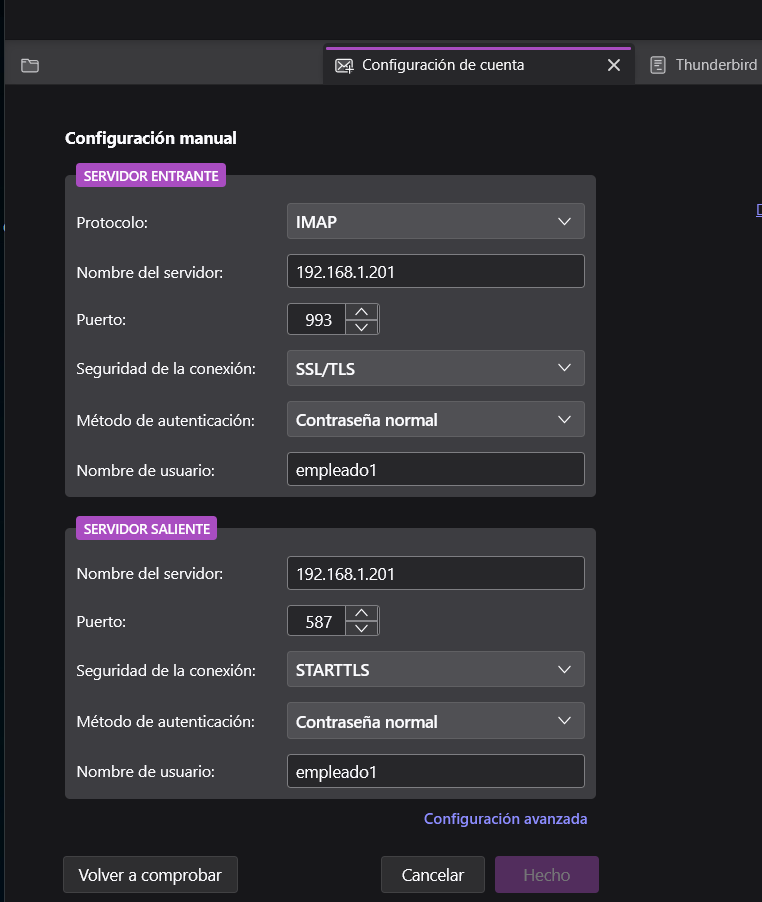 Configuración de cuenta
Thunderbird
Configuración manual
SERVIDOR ENTRANTE
Protocolo: IMAP
Nombre del servidor: 192.168.1.201
Puerto: 993
Seguridad de la conexión: SSL/TLS
Método de autenticación: Contraseña normal
Nombre de usuario: empleado1
SERVIDOR SALIENTE
Nombre del servidor: 192.168.1.201
Puerto: 587
Seguridad de la conexión: STARTTLS
Método de autenticación: Contraseña normal
Nombre de usuario: empleado1
Configuración avanzada
Volver a comprobar Cancelar Hecho